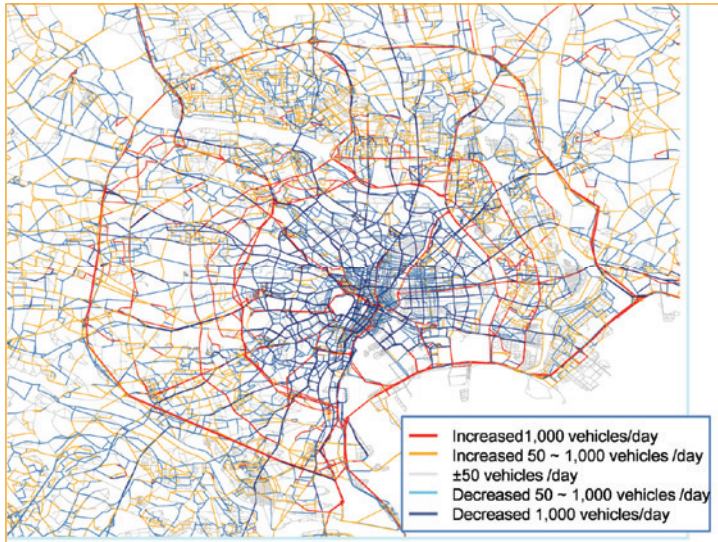 Increased1,000 vehicles/day
Increased 50 ~ 1,000 vehicles /day
±50 vehicles /day
Decreased 50 ~ 1,000 vehicles/day
Decreased 1,000 vehicles/day